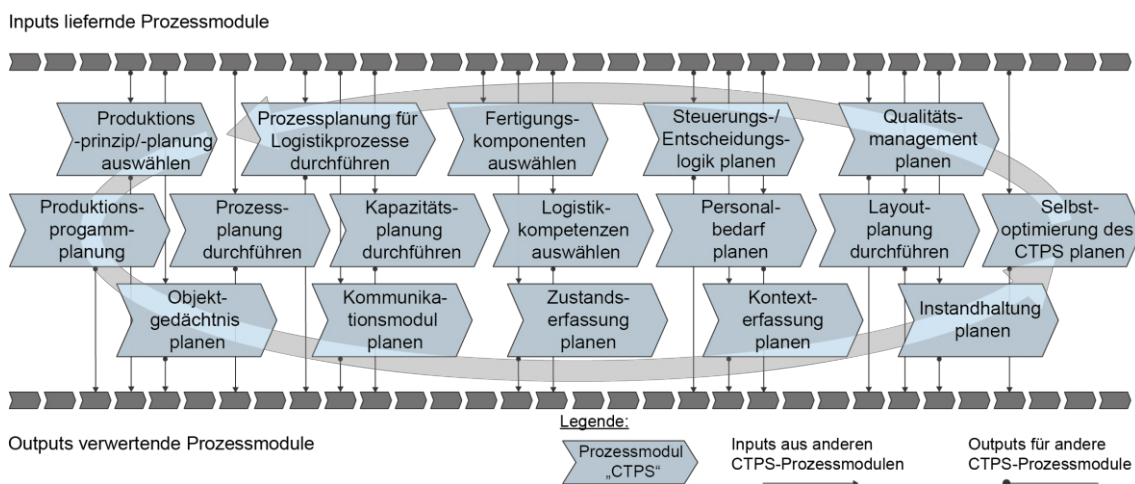 Inputs liefernde Prozessmodule
Produktions
-prinzip/-planung
auswählen
Prozessplanung für
Logistikprozesse
durchführen
Fertigungs-
komponenten
auswählen
Steuerungs-/
Entscheidungs-
logik planen
Qualitäts-
management
planen
Produktions-
progamm-
planung
Prozess-
planung
durchführen
Kapazitäts-
planung
durchführen
Logistik-
kompetenzen
auswählen
Personal-
bedarf
planen
Layout-
planung
durchführen
Selbst-
optimierung des
CTPS planen
Objekt-
gedächtnis
planen
Kommunika-
tionsmodul
planen
Zustands-
erfassung
planen
Kontext-
erfassung
planen
Instandhaltung
planen
Outputs verwertende Prozessmodule
Legende:
Prozessmodul
„CTPS“
Inputs aus anderen
CTPS-Prozessmodulen
Outputs für andere
CTPS-Prozessmodule